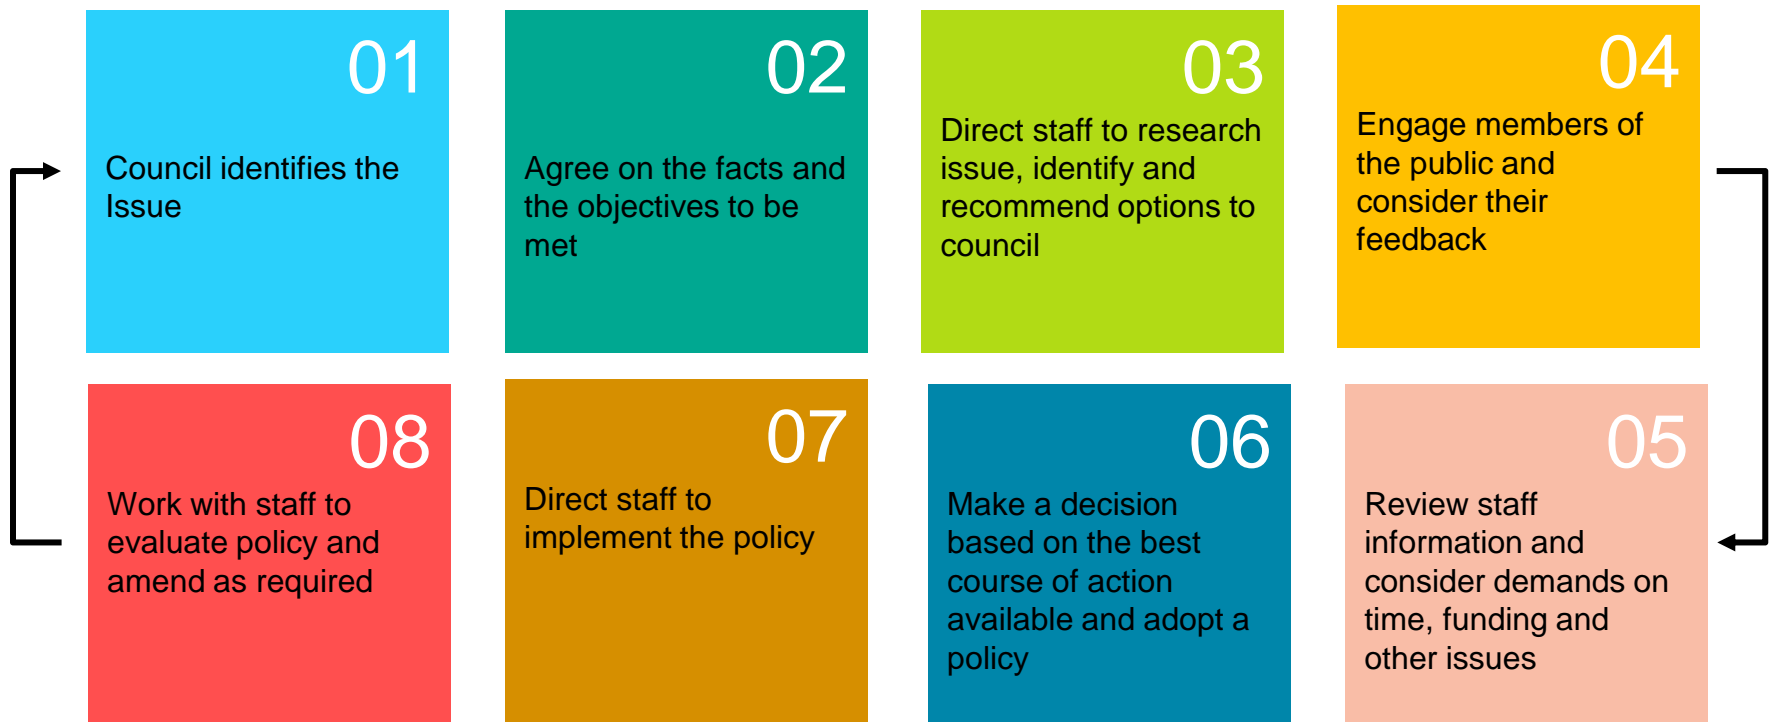 01
Council identifies the
Issue
02
Agree on the facts and
the objectives to be
met
03
Direct staff to research
issue, identify and
recommend options to
council
04
Engage members of
the public and
consider their
feedback
05
Review staff
information and
consider demands on
time, funding and
other issues
06
Make a decision
based on the best
course of action
available and adopt a
policy
07
Direct staff to
implement the policy
08
Work with staff to
evaluate policy and
amend as required